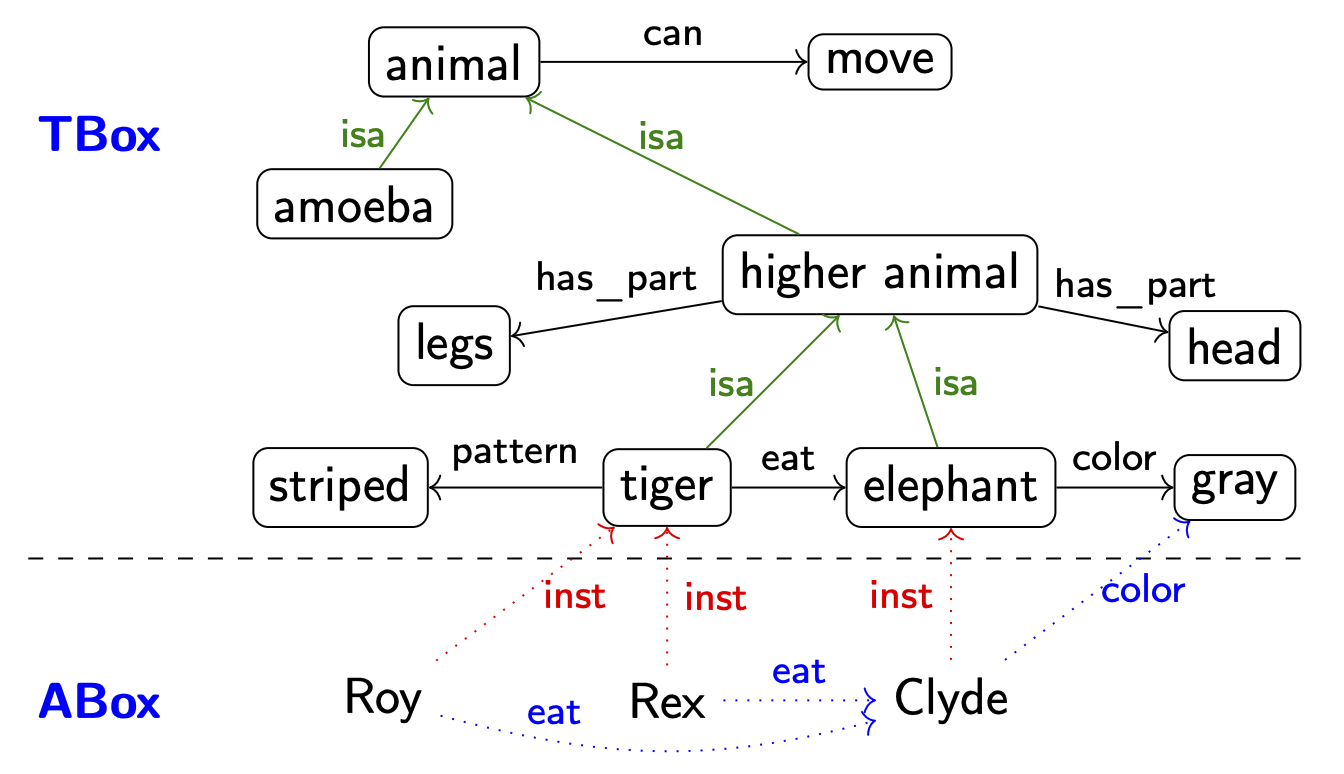 can
animal
move
TBox
isa
isa
amoeba
higher animal
has_part
has_part
legs
head
isa
isa
pattern
eat
color
striped
tiger
elephant
gray
inst
inst
inst
color
ABox
Roy
eat
Rex
eat
Clyde